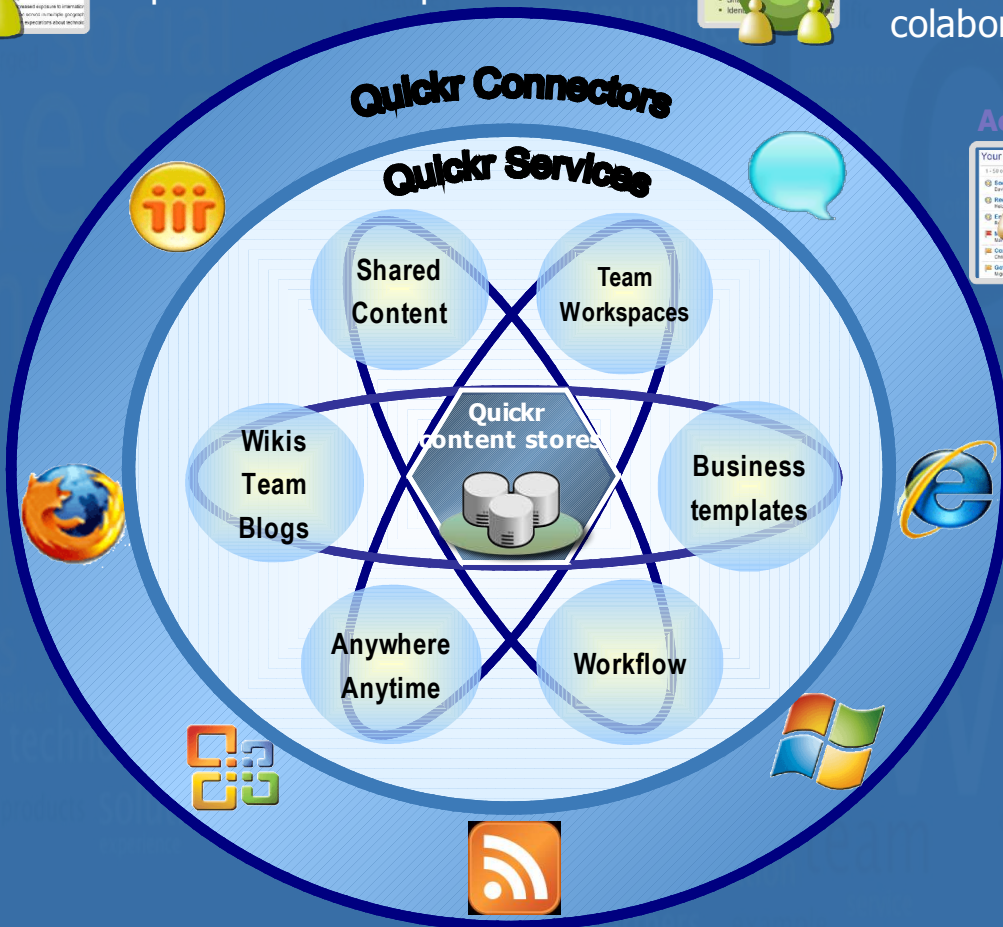 colabor
Quickr Connectors
Quickr Services
Shared
Content
Team
Workspaces
Quickr
content stores
Wikis
Team
Blogs
Business
templates
Anywhere
Anytime
Workflow
Your